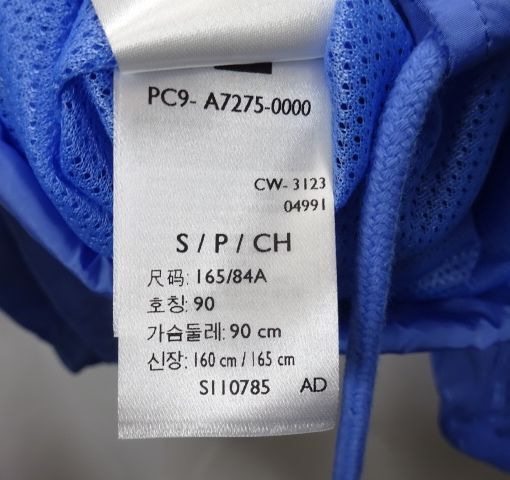 PC9- A7275-0000
CW- 3123
04991
S / P / CH
尺码: 165/84A
호칭: 90
가슴둘레: 90 cm
신장: 160 cm / 165 cm
S110785 AD